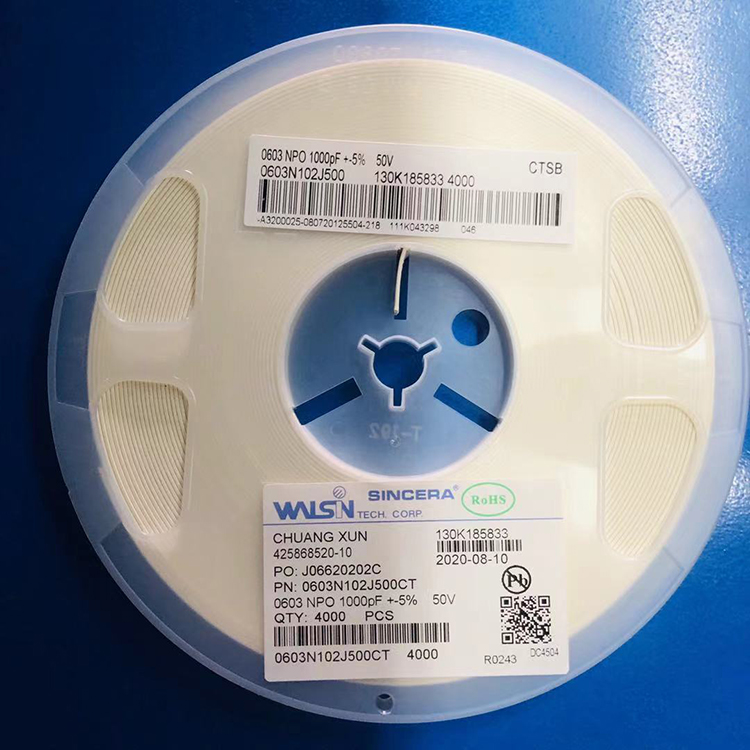 0603 NPO 1000pF +-5% 50V
CTSB
0603N102J500 130K185833 4000
-A3200025-080720125504-218 111K043298 046
T-192
WALSIN SINCERA® RoHS
TECH. CORP.
CHUANG XUN 130K185833
425868520-10 2020-08-10
PO: J06620202C
PN: 0603N102J500CT Pb
0603 NPO 1000pF +-5% 50V
QTY: 4000 PCS
0603N102J500CT 4000 R0243 DC4504